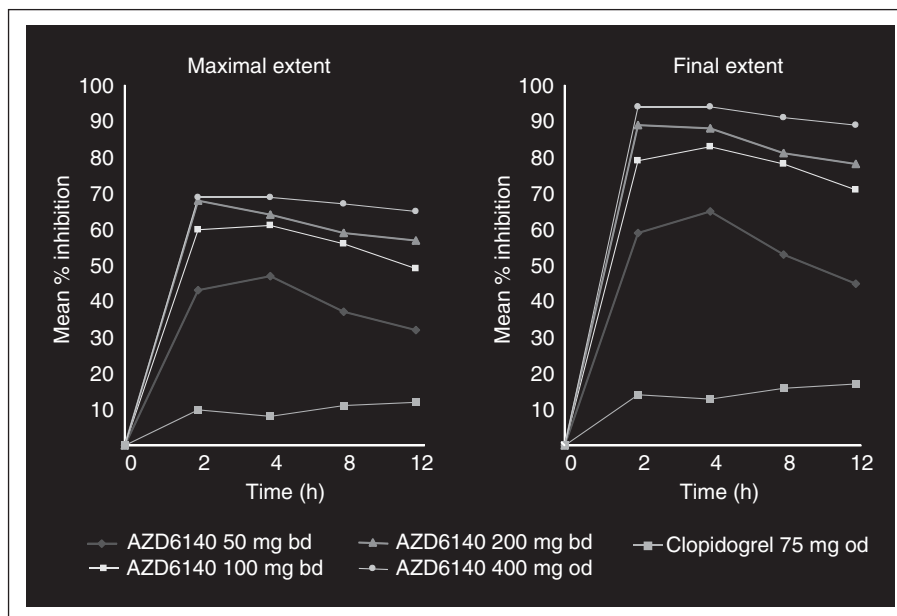 Maximal extent
Mean % inhibition
100
90
80
70
60
50
40
30
20
10
0 2 4 8 12
Time (h)
Final extent
Mean % inhibition
100
90
80
70
60
50
40
30
20
10
0 2 4 8 12
Time (h)
AZD6140 50 mg bd
AZD6140 100 mg bd
AZD6140 200 mg bd
AZD6140 400 mg od
Clopidogrel 75 mg od